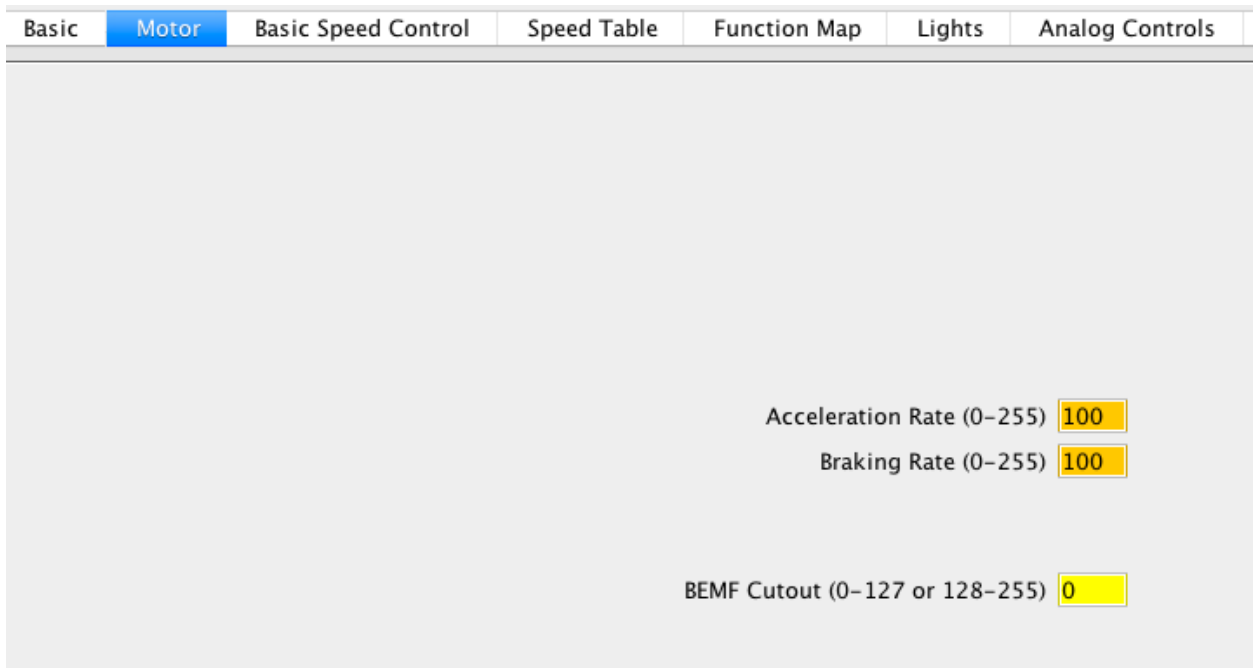 Basic Motor Basic Speed Control Speed Table Function Map Lights Analog Controls
Acceleration Rate (0-255) 100
Braking Rate (0-255) 100
BEMF Cutout (0-127 or 128-255) 0